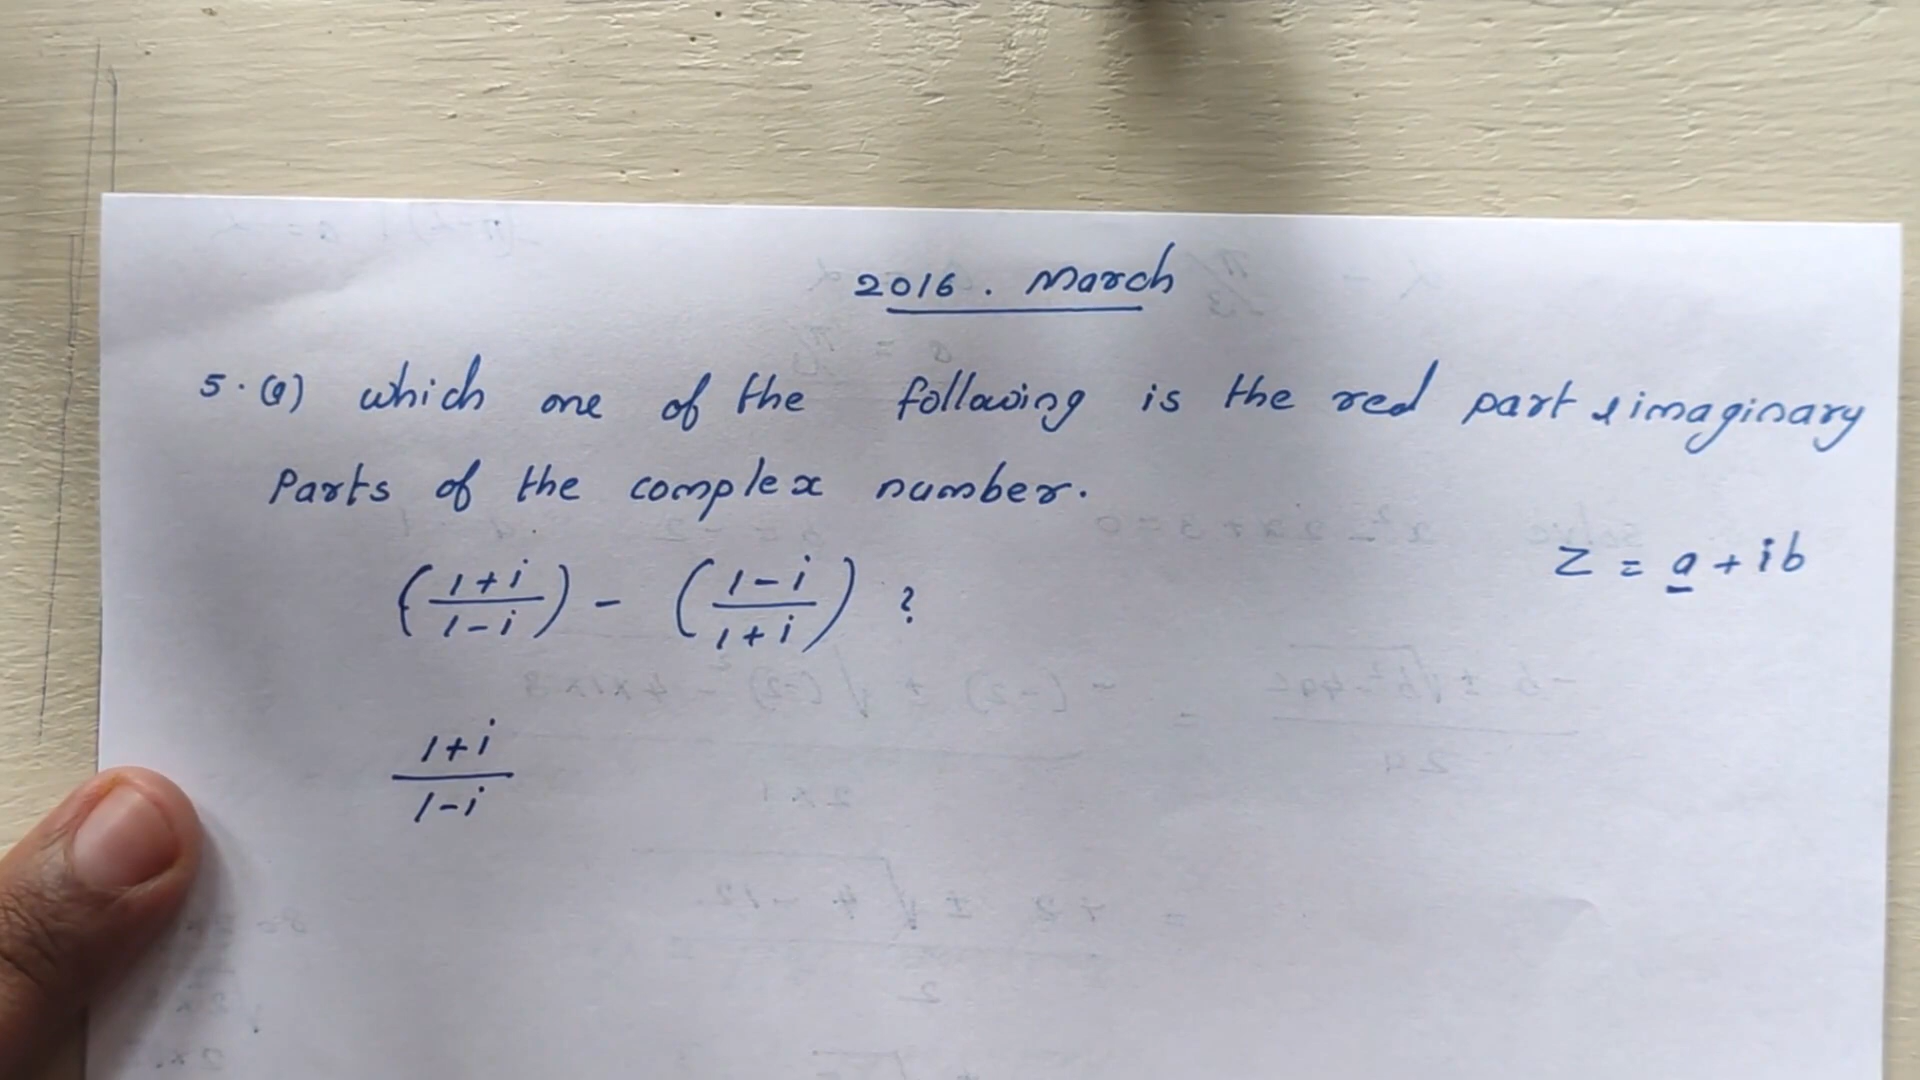 2016. March
5.(a) which one of the following is the real part & imaginary
Parts of the complex number.
z = a + ib
(1+i/1-i) - (1-i/1+i) ?
1+i/1-i